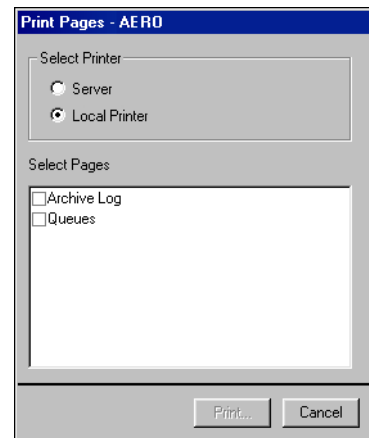 Print Pages - AERO
Select Printer
Server
Local Printer
Select Pages
Archive Log
Queues
Print... Cancel